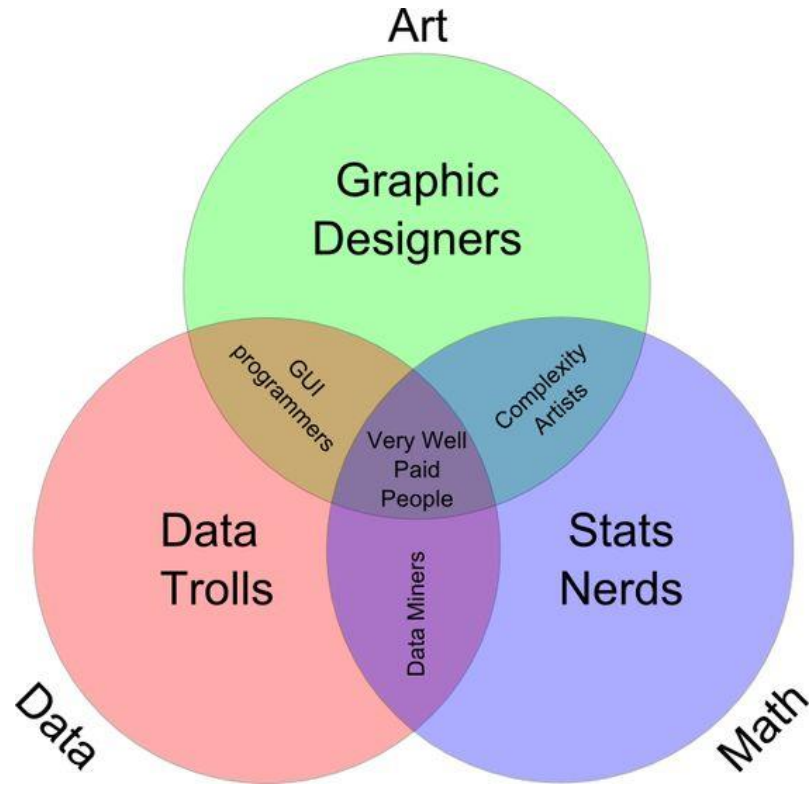 Art
Graphic
Designers
GUI
programmers
Complexity
Artists
Very Well
Paid
People
Data
Trolls
Stats
Nerds
Data Miners
Data
Math